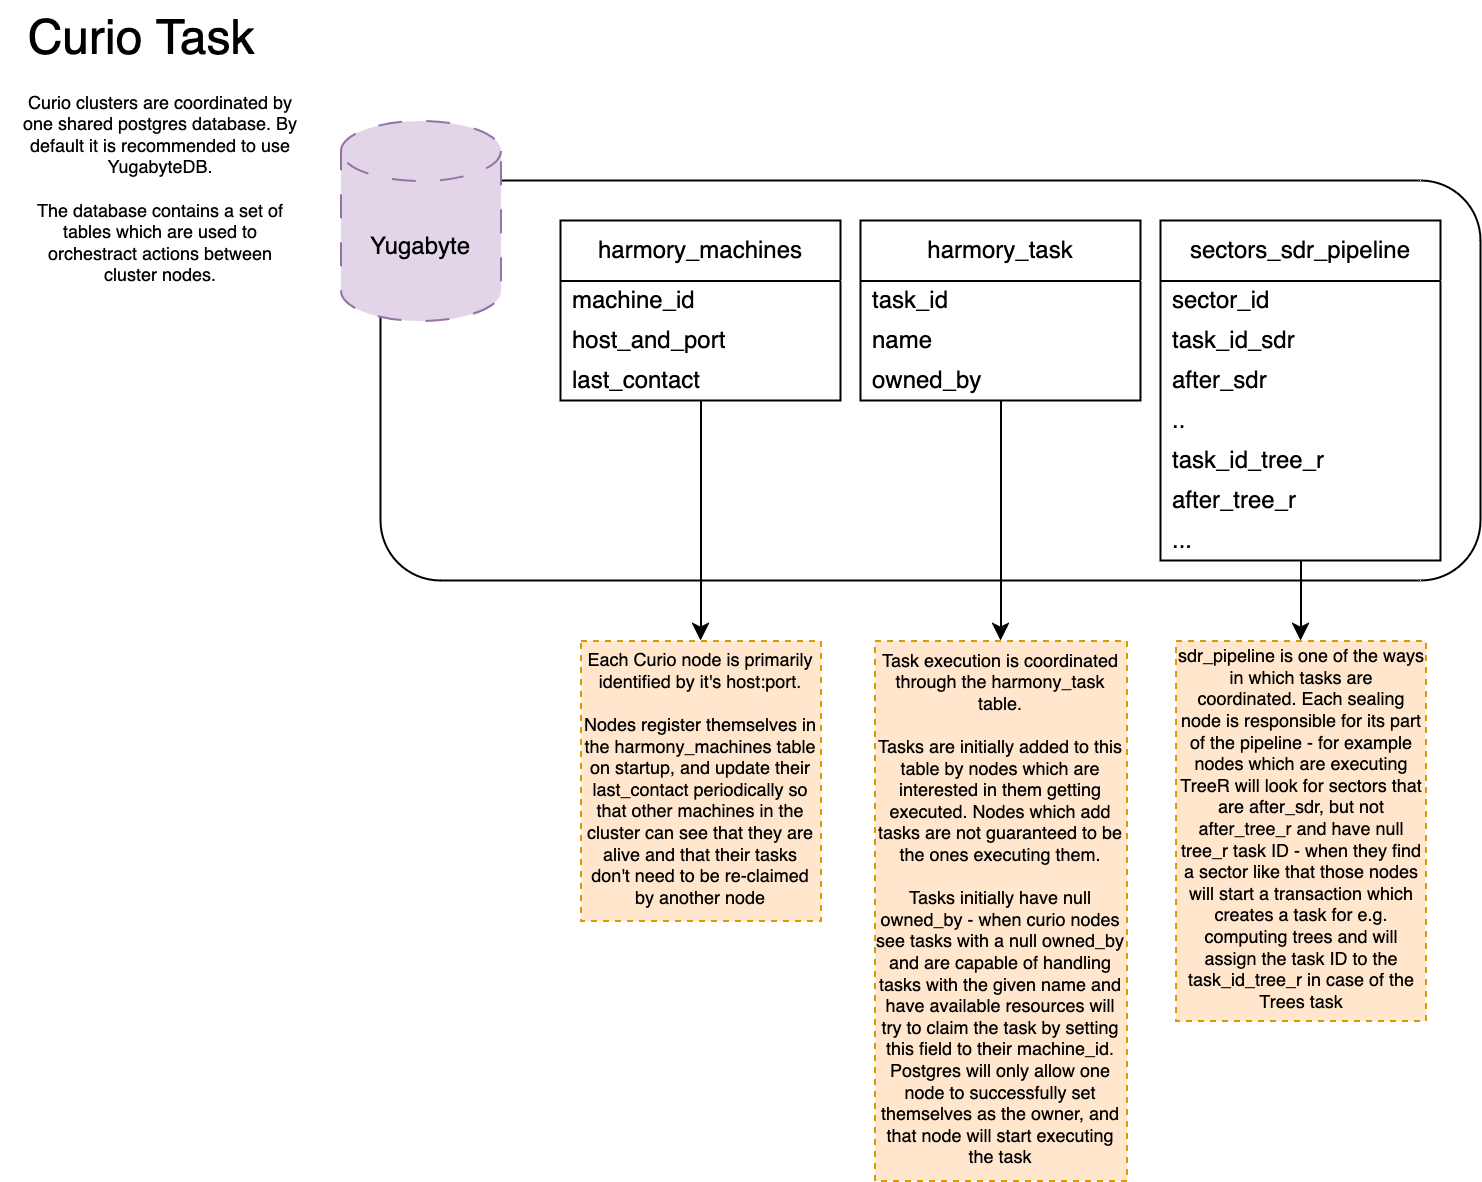 Curio Task
Curio clusters are coordinated by
one shared postgres database. By
default it is recommended to use
YugabyteDB.
The database contains a set of
tables which are used to
orchestract actions between
cluster nodes.
Yugabyte
harmory_machines
machine_id
host_and_port
last_contact
harmory_task
task_id
name
owned_by
sectors_sdr_pipeline
sector_id
task_id_sdr
after_sdr
..
task_id_tree_r
after_tree_r
...
Each Curio node is primarily
identified by it's host:port.
Nodes register themselves in
the harmony_machines table
on startup, and update their
last_contact periodically so
that other machines in the
cluster can see that they are
alive and that their tasks
don't need to be re-claimed
by another node
Task execution is coordinated
through the harmony_task
table.
Tasks are initially added to this
table by nodes which are
interested in them getting
executed. Nodes which add
tasks are not guaranteed to be
the ones executing them.
Tasks initially have null
owned_by - when curio nodes
see tasks with a null owned_by
and are capable of handling
tasks with the given name and
have available resources will
try to claim the task by setting
this field to their machine_id.
Postgres will only allow one
node to successfully set
themselves as the owner, and
that node will start executing
the task
sdr_pipeline is one of the ways
in which tasks are
coordinated. Each sealing
node is responsible for its part
of the pipeline - for example
nodes which are executing
TreeR will look for sectors that
are after_sdr, but not
after_tree_r and have null
tree_r task ID - when they find
a sector like that those nodes
will start a transaction which
creates a task for e.g.
computing trees and will
assign the task ID to the
task_id_tree_r in case of the
Trees task